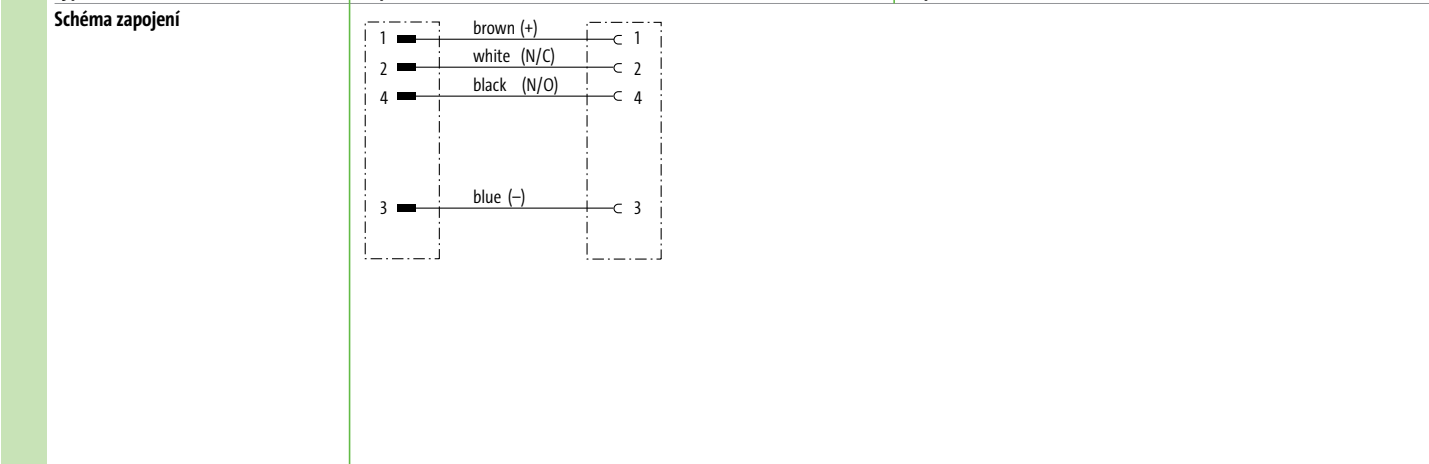 Schéma zapojení
1 brown (+) 1
2 white (N/C) 2
4 black (N/O) 4
3 blue (–) 3